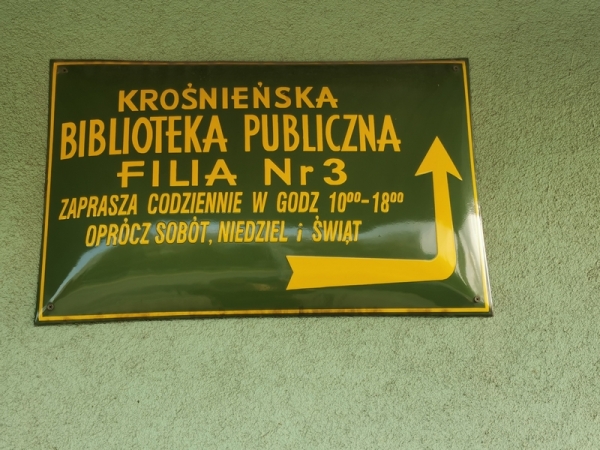 KROŚNIEŃSKA
BIBLIOTEKA PUBLICZNA
FILIA Nr 3
ZAPRASZA CODZIENNIE W GODZ 10⁰⁰-18⁰⁰
OPRÓCZ SOBÓT, NIEDZIEL i ŚWIĄT